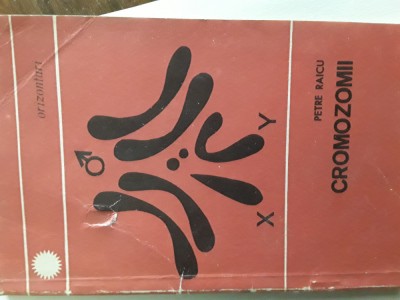 orizonturi
♂
Y
X
PETRE RAICU
CROMOZOMII